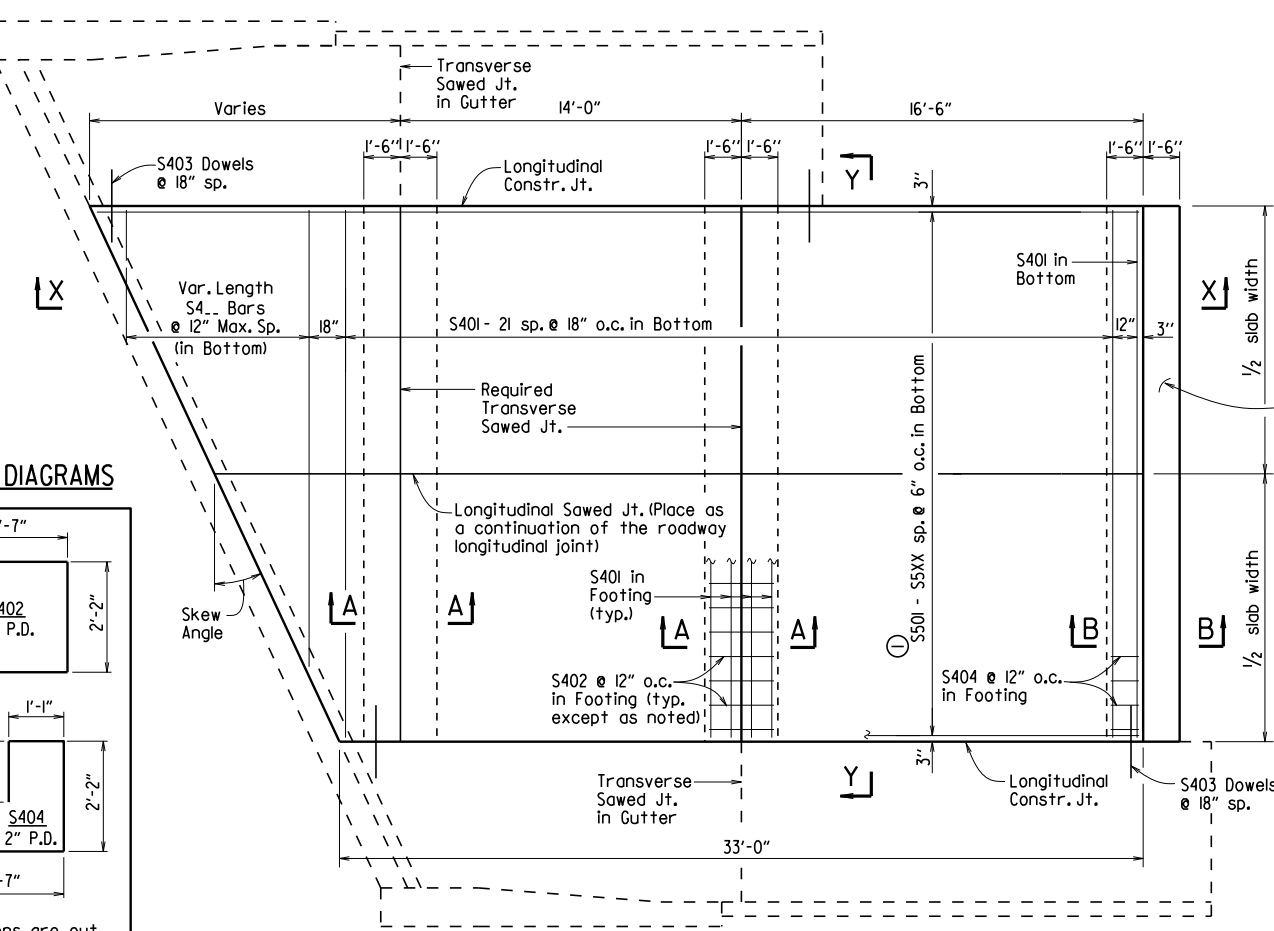 Transverse
Sawed Jt.
in Gutter
Varies
14'-0"
16'-6"
1'-6"
1'-6"
1'-6"
1'-6"
1'-6"
1'-6"
S403 Dowels
@ 18" sp.
Longitudinal
Constr. Jt.
Y
3"
S401 in
Bottom
X
X
Var. Length
S4__ Bars
@ 12" Max. Sp.
(in Bottom)
18"
S401 - 21 sp. @ 18" o.c. in Bottom
12"
3"
1/2 slab width
Required
Transverse
Sawed Jt.
S501 - S5XX sp. @ 6" o.c. in Bottom
1
DIAGRAMS
'-7"
Longitudinal Sawed Jt. (Place as
a continuation of the roadway
longitudinal joint)
S401 in
Footing
(typ.)
402
P.D.
2'-2"
Skew
Angle
A
A
A
A
B
B
1/2 slab width
S402 @ 12" o.c.
in Footing (typ.
except as noted)
S404 @ 12" o.c.
in Footing
1'-1"
S404
2" P.D.
2'-2"
-7"
Transverse
Sawed Jt.
in Gutter
Y
3"
Longitudinal
Constr. Jt.
S403 Dowels
@ 18" sp.
33'-0"